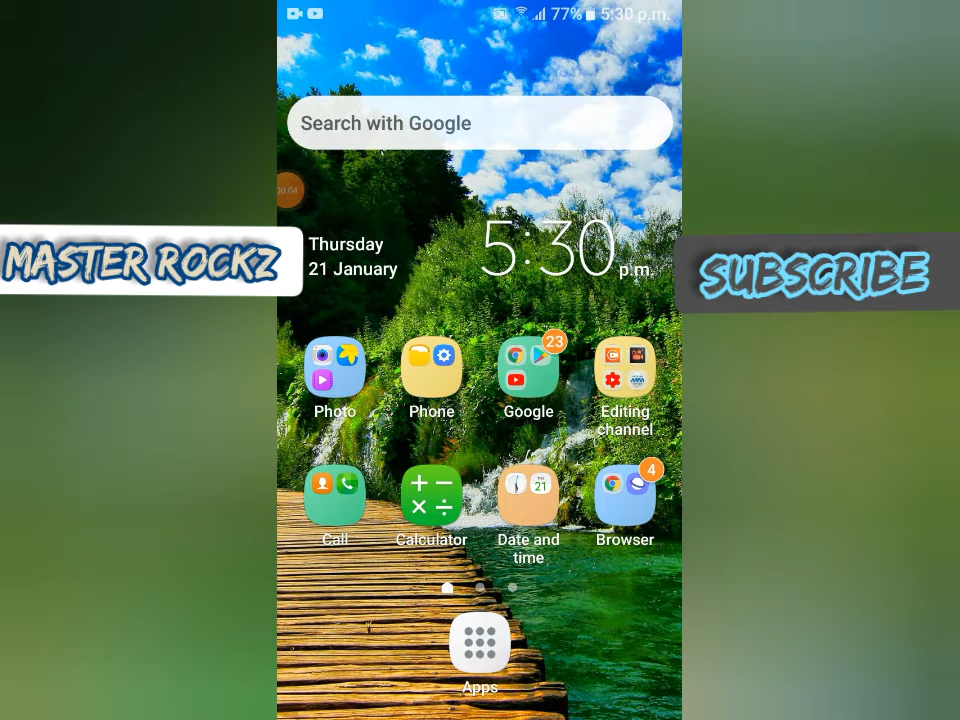 77% 5:30 p.m.
Search with Google
00:04
Thursday
21 January
5:30 p.m.
MASTER ROCKZ
SUBSCRIBE
23
Photo
Phone
Google
Editing
channel
THU
21
4
Call
Calculator
Date and
time
Browser
Apps